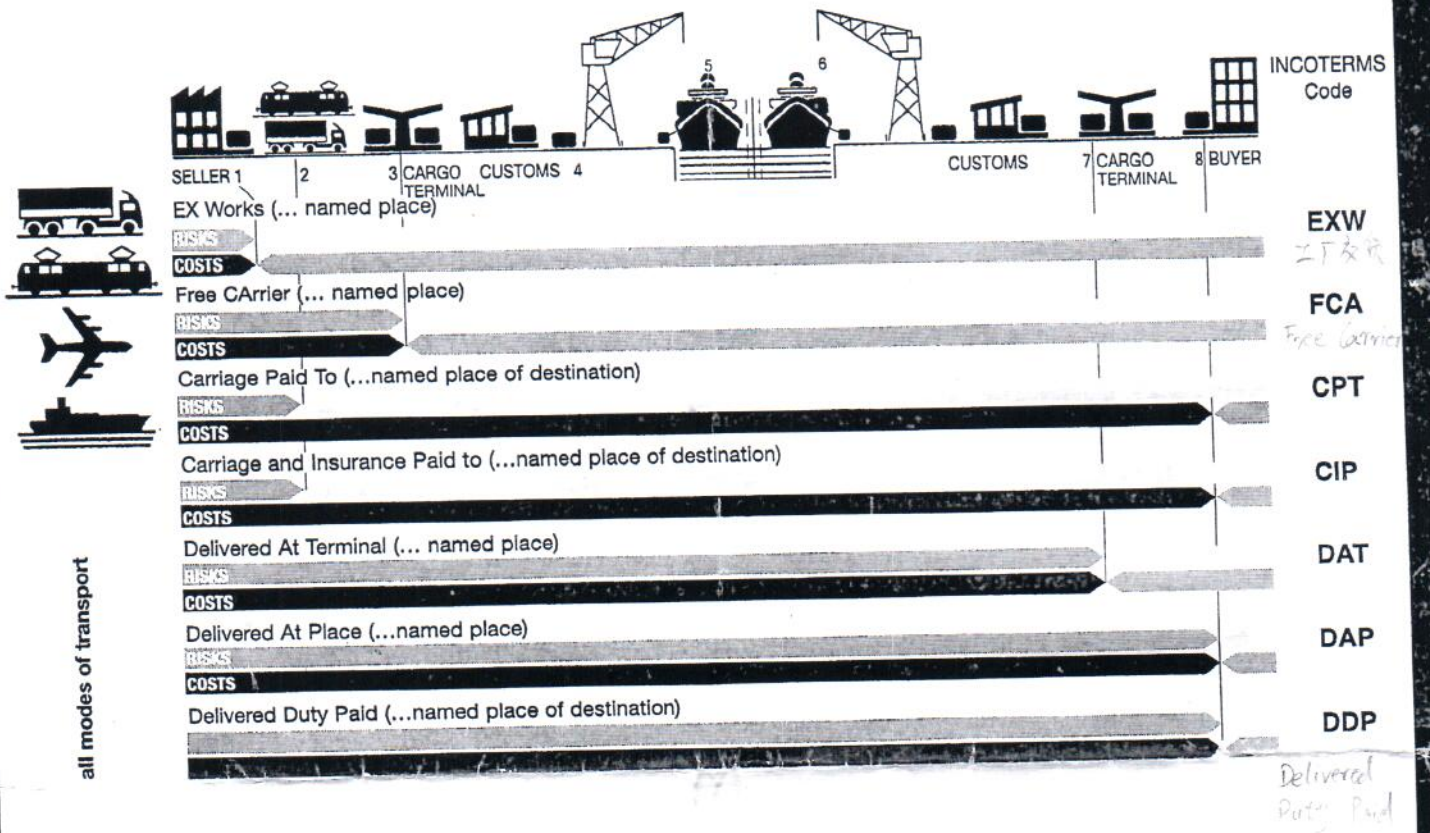 5 6
INCOTERMS
Code
SELLER 1 2 3 CARGO TERMINAL CUSTOMS 4 CUSTOMS 7 CARGO TERMINAL 8 BUYER
EX Works (... named place)
RISKS
COSTS
EXW
工厂交货
Free CArrier (... named place)
RISKS
COSTS
FCA
Free Carrier
Carriage Paid To (...named place of destination)
RISKS
COSTS
CPT
Carriage and Insurance Paid to (...named place of destination)
RISKS
COSTS
CIP
Delivered At Terminal (... named place)
RISKS
COSTS
DAT
Delivered At Place (...named place)
RISKS
COSTS
DAP
Delivered Duty Paid (...named place of destination)
DDP
Delivered
Duty Paid
all modes of transport